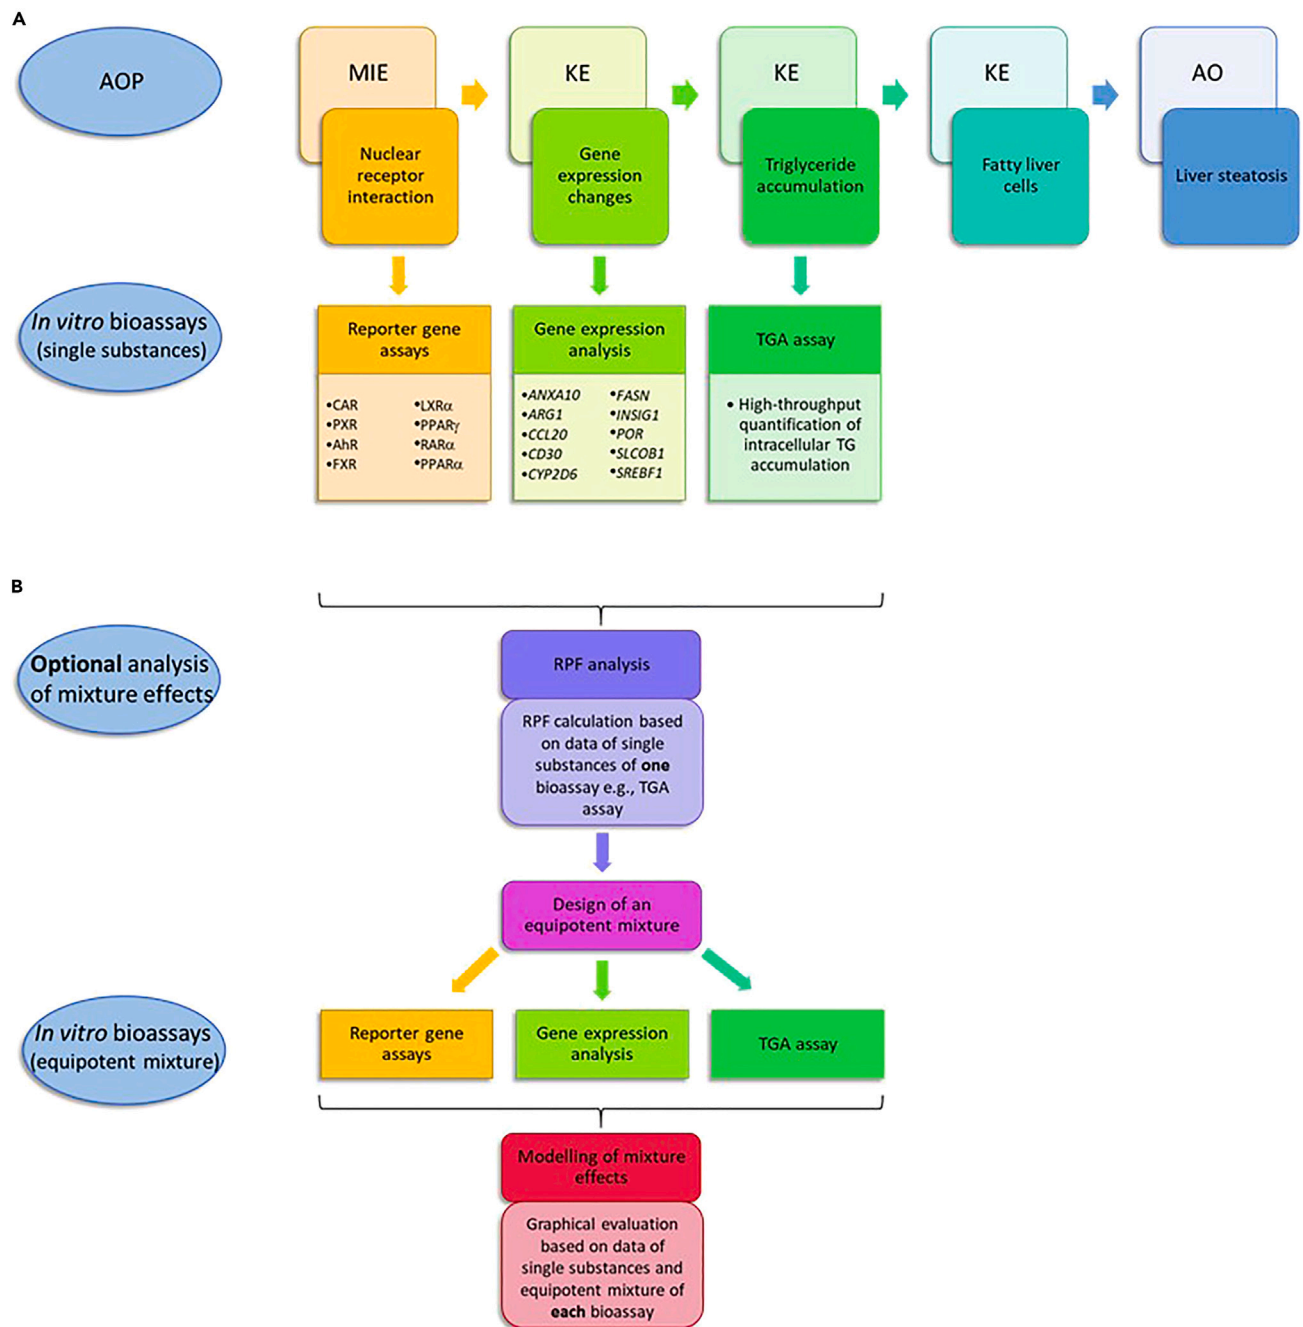 A
AOP
MIE
KE
KE
KE
AO
Nuclear
receptor
interaction
Gene
expression
changes
Triglyceride
accumulation
Fatty liver
cells
Liver steatosis
In vitro bioassays
(single substances)
Reporter gene
assays
•CAR
•PXR
•AhR
•FXR
•LXRα
•PPARγ
•RARα
•PPARα
Gene expression
analysis
•ANXA10
•ARG1
•CCL20
•CD30
•CYP2D6
•FASN
•INSIG1
•POR
•SLCOB1
•SREBF1
TGA assay
• High-throughput
quantification of
intracellular TG
accumulation
B
Optional analysis
of mixture effects
RPF analysis
RPF calculation based
on data of single
substances of one
bioassay e.g., TGA
assay
Design of an
equipotent mixture
In vitro bioassays
(equipotent mixture)
Reporter gene
assays
Gene expression
analysis
TGA assay
Modelling of mixture
effects
Graphical evaluation
based on data of
single substances and
equipotent mixture of
each bioassay